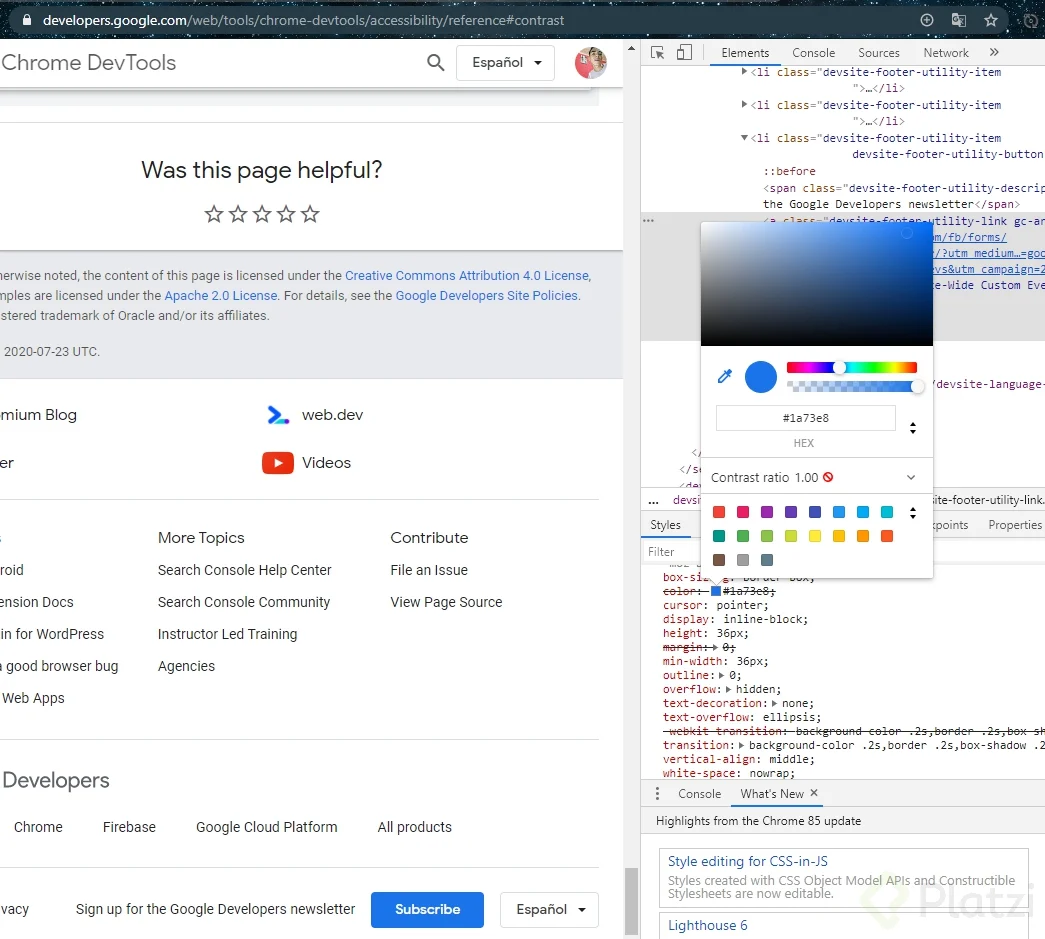 developers.google.com/web/tools/chrome-devtools/accessibility/reference#contrast
Chrome DevTools
Español
Was this page helpful?
erwise noted, the content of this page is licensed under the Creative Commons Attribution 4.0 License,
mples are licensed under the Apache 2.0 License. For details, see the Google Developers Site Policies.
stered trademark of Oracle and/or its affiliates.
2020-07-23 UTC.
mium Blog
web.dev
er
Videos
s
More Topics
Contribute
roid
Search Console Help Center
File an Issue
ension Docs
Search Console Community
View Page Source
in for WordPress
Instructor Led Training
a good browser bug
Agencies
Web Apps
Developers
Chrome
Firebase
Google Cloud Platform
All products
vacy
Sign up for the Google Developers newsletter
Subscribe
Español
Elements Console Sources Network »
<li class="devsite-footer-utility-item
">…</li>
<li class="devsite-footer-utility-item
">…</li>
<li class="devsite-footer-utility-item
devsite-footer-utility-button
::before
<span class="devsite-footer-utility-descrip
the Google Developers newsletter</span>
<a class="devsite-footer-utility-link gc-an
om/fb/forms/
/?utm_medium…=goo
evs&utm_campaign=2
e-Wide Custom Eve
/devsite-language-
#1a73e8
HEX
Contrast ratio 1.00
</
</se
<de
... devsi
site-footer-utility-link.
Styles
kpoints
Properties
Filter
box-sizing: border-box;
color: #1a73e8;
cursor: pointer;
display: inline-block;
height: 36px;
margin: 0;
min-width: 36px;
outline: 0;
overflow: hidden;
text-decoration: none;
text-overflow: ellipsis;
-webkit-transition: background-color .2s,border .2s,box-sh
transition: background-color .2s,border .2s,box-shadow .2
vertical-align: middle;
white-space: nowrap;
Console What's New ×
Highlights from the Chrome 85 update
Style editing for CSS-in-JS
Styles created with CSS Object Model APIs and Constructible
Stylesheets are now editable.
Lighthouse 6
Platzi